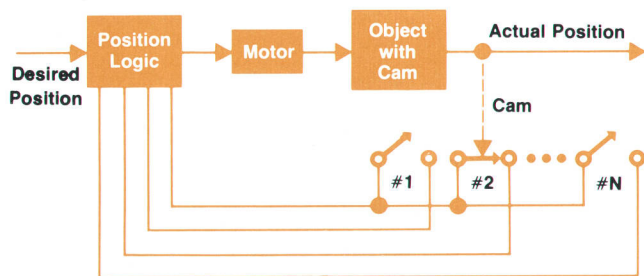 Desired
Position
Position
Logic
Motor
Object
with
Cam
Actual Position
Cam
#1
#2
#N